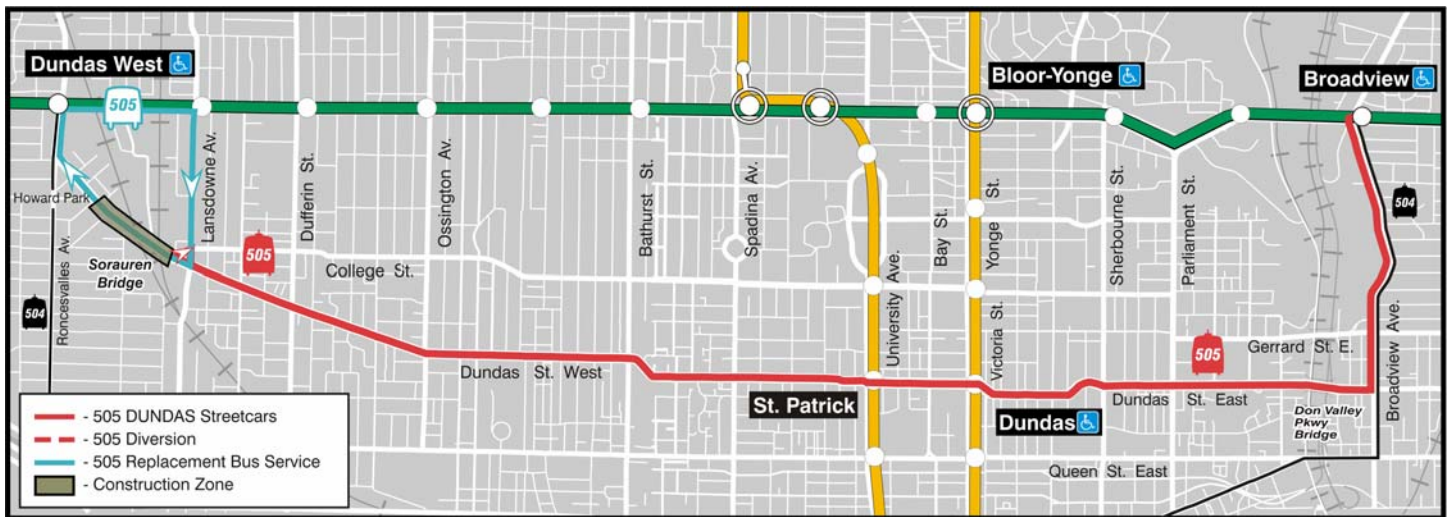 Dundas West
505
Bloor-Yonge
Broadview
Howard Park
Lansdowne Av.
Dufferin St.
Ossington Av.
Bathurst St.
Spadina Av.
Bay St.
Yonge St.
Sherbourne St.
Parliament St.
504
Roncesvalles Av.
504
Sorauren
Bridge
505
College St.
University Ave.
Victoria St.
505
Gerrard St. E.
Broadview Ave.
Dundas St. West
St. Patrick
Dundas
Dundas St. East
Don Valley
Pkwy
Bridge
Queen St. East
- 505 DUNDAS Streetcars
- 505 Diversion
- 505 Replacement Bus Service
- Construction Zone